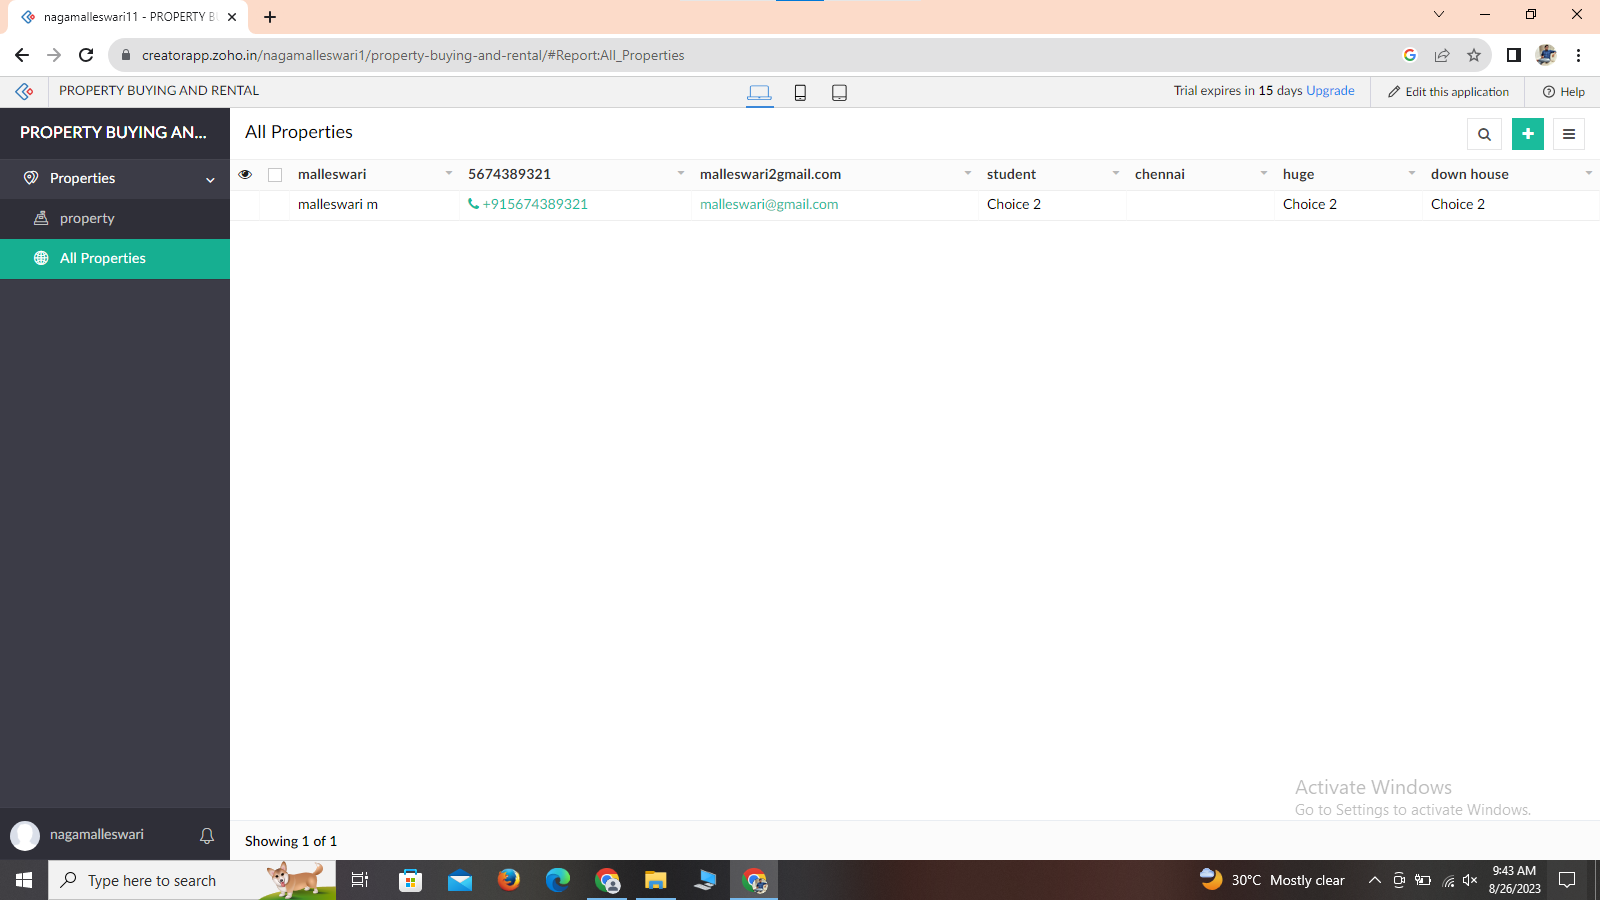 nagamalleswari11 - PROPERTY B
creatorapp.zoho.in/nagamalleswari1/property-buying-and-rental/#Report:All_Properties
PROPERTY BUYING AND RENTAL
Trial expires in 15 days Upgrade
Edit this application
Help
PROPERTY BUYING AN...
All Properties
Properties
property
All Properties
malleswari 5674389321 malleswari2gmail.com student chennai huge down house
malleswari m +915674389321 malleswari@gmail.com Choice 2 Choice 2 Choice 2
Activate Windows
Go to Settings to activate Windows.
nagamalleswari
Showing 1 of 1
Type here to search
30°C Mostly clear
9:43 AM
8/26/2023